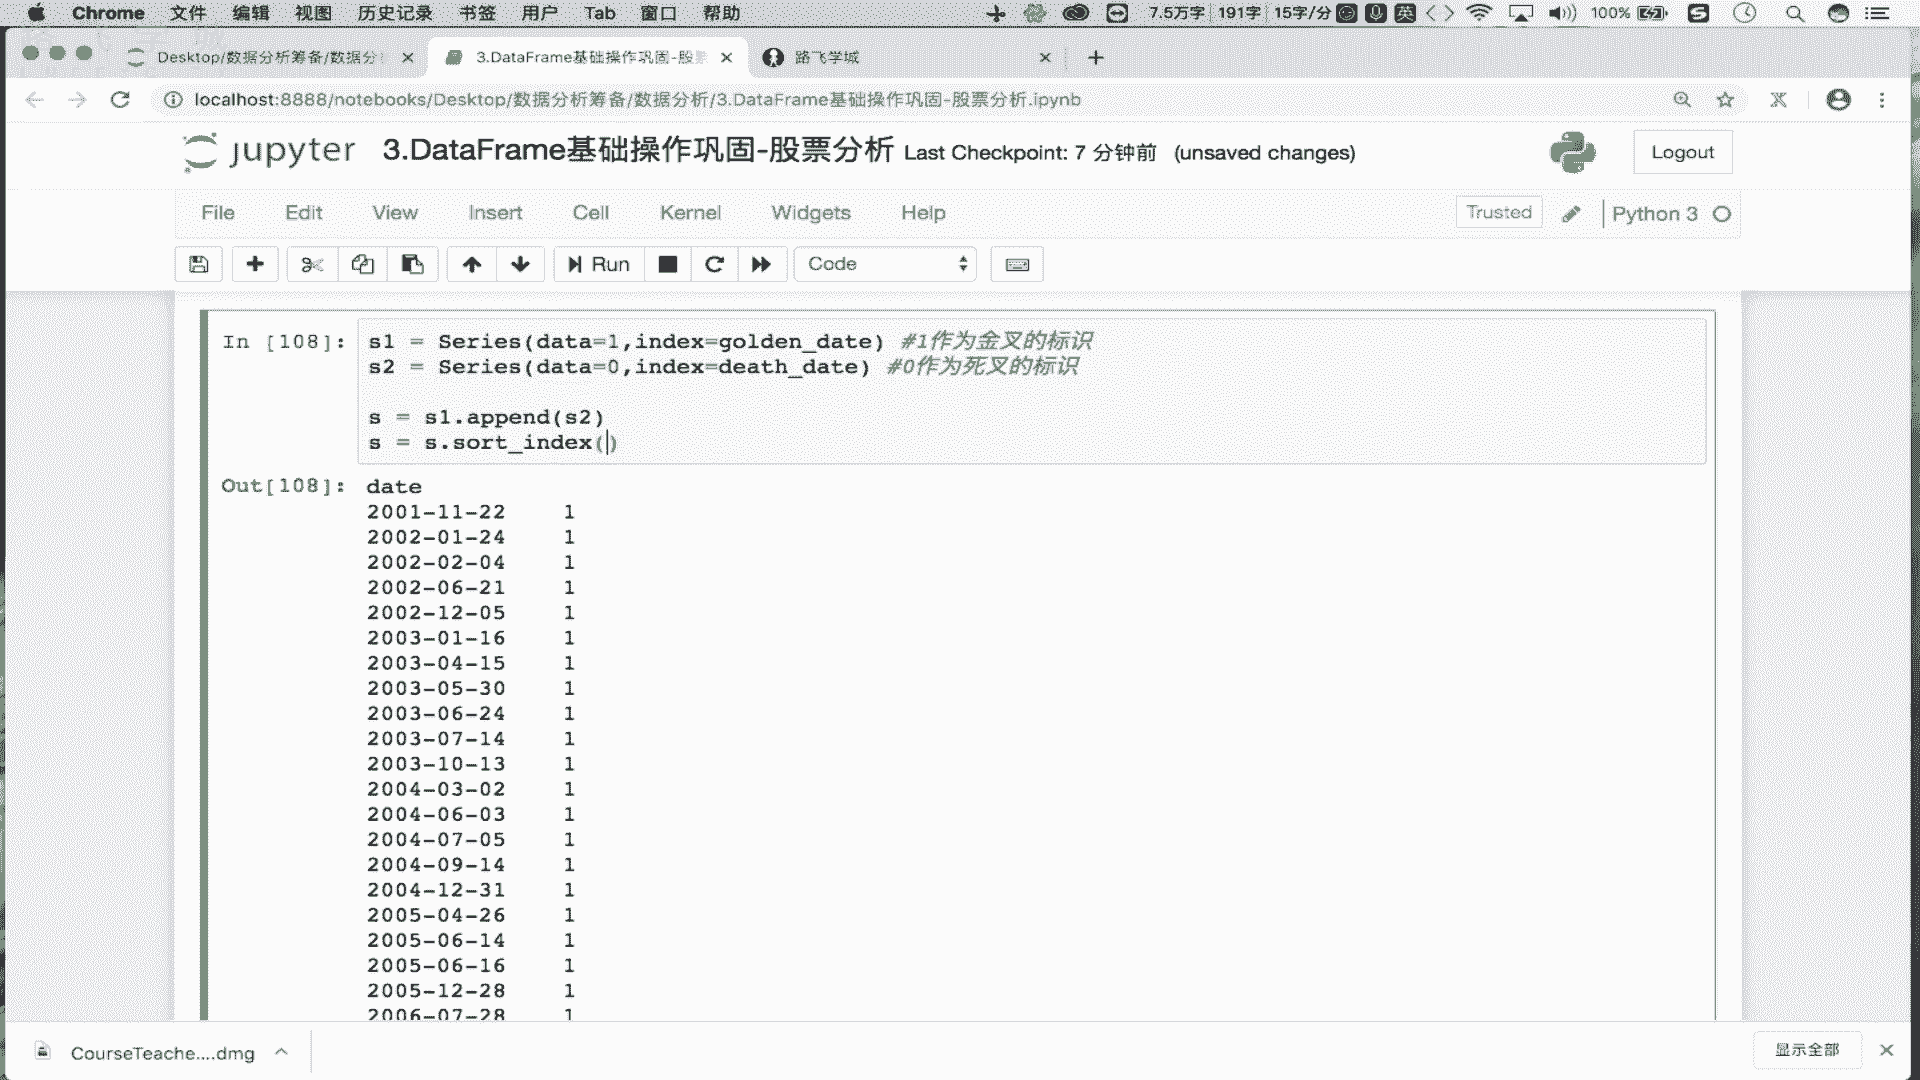 Chrome 文件 编辑 视图 历史记录 书签 用户 Tab 窗口 帮助 7.5万字 191字 15字/分 英 100%
Desktop/数据分析筹备/数据分 3.DataFrame基础操作巩固-股 路飞学城
localhost:8888/notebooks/Desktop/数据分析筹备/数据分析/3.DataFrame基础操作巩固-股票分析.ipynb
jupyter 3.DataFrame基础操作巩固-股票分析 Last Checkpoint: 7 分钟前 (unsaved changes) Logout
File Edit View Insert Cell Kernel Widgets Help Trusted Python 3
Run Code
In [108]: s1 = Series(data=1,index=golden_date) #1作为金叉的标识
s2 = Series(data=0,index=death_date) #0作为死叉的标识
s = s1.append(s2)
s = s.sort_index()
Out[108]: date
2001-11-22 1
2002-01-24 1
2002-02-04 1
2002-06-21 1
2002-12-05 1
2003-01-16 1
2003-04-15 1
2003-05-30 1
2003-06-24 1
2003-07-14 1
2003-10-13 1
2004-03-02 1
2004-06-03 1
2004-07-05 1
2004-09-14 1
2004-12-31 1
2005-04-26 1
2005-06-14 1
2005-06-16 1
2005-12-28 1
2006-07-28 1
CourseTeache....dmg 显示全部